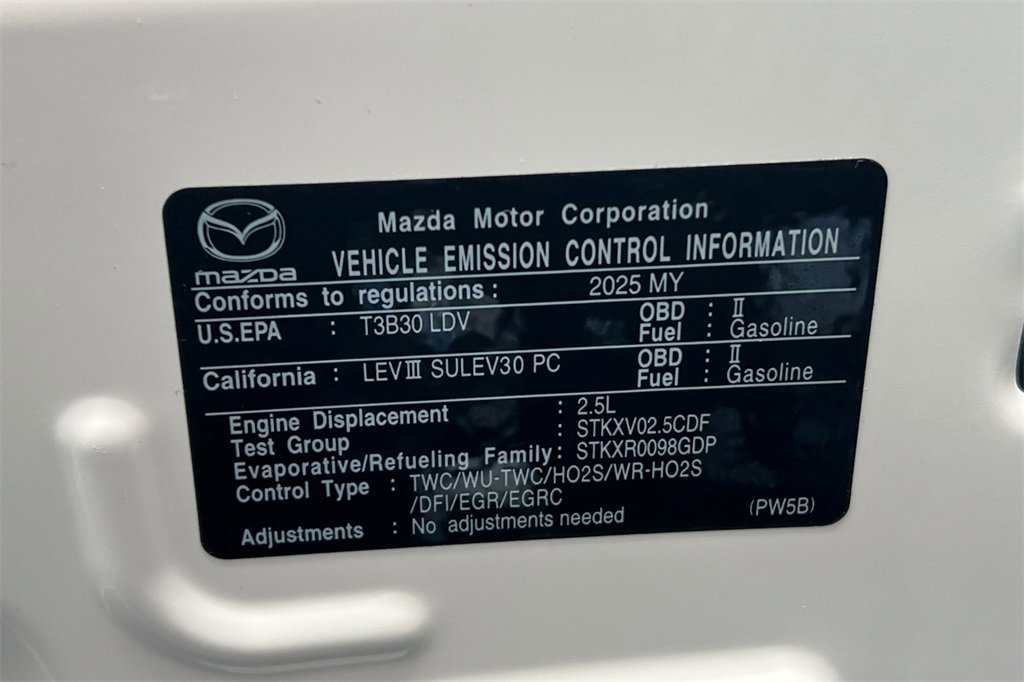 Mazda Motor Corporation
mazda VEHICLE EMISSION CONTROL INFORMATION
Conforms to regulations : 2025 MY
U.S.EPA : T3B30 LDV OBD : II
Fuel : Gasoline
California : LEVIII SULEV30 PC OBD : II
Fuel : Gasoline
Engine Displacement : 2.5L
Test Group : STKXV02.5CDF
Evaporative/Refueling Family : STKXR0098GDP
Control Type : TWC/WU-TWC/HO2S/WR-HO2S
/DFI/EGR/EGRC
Adjustments : No adjustments needed (PW5B)